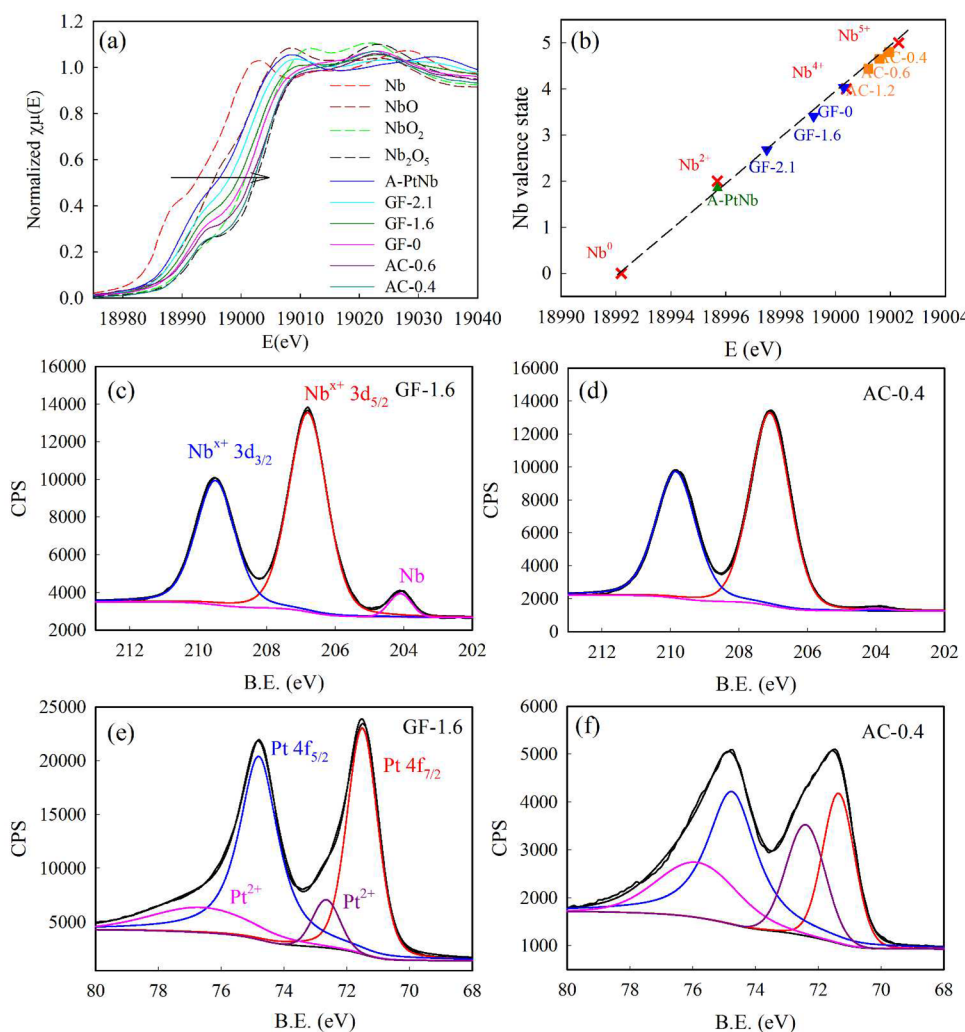 (a)
Normalized χμ(E)
1.2
1.0
0.8
0.6
0.4
0.2
0.0
Nb
NbO
NbO₂
Nb₂O₅
A-PtNb
GF-2.1
GF-1.6
GF-0
AC-0.6
AC-0.4
18980 18990 19000 19010 19020 19030 19040
E(eV)
(b)
Nb valence state
5
4
3
2
1
0
Nb⁵⁺
AC-0.4
Nb⁴⁺
AC-0.6
AC-1.2
GF-0
GF-1.6
GF-2.1
Nb²⁺
A-PtNb
Nb⁰
18990 18992 18994 18996 18998 19000 19002 19004
E (eV)
(c)
GF-1.6
CPS
16000
14000
12000
10000
8000
6000
4000
2000
Nbˣ⁺ 3d₅/₂
Nbˣ⁺ 3d₃/₂
Nb
212 210 208 206 204 202
B.E. (eV)
(d)
AC-0.4
CPS
16000
14000
12000
10000
8000
6000
4000
2000
0
212 210 208 206 204 202
B.E. (eV)
(e)
GF-1.6
CPS
25000
20000
15000
10000
5000
Pt 4f₅/₂
Pt 4f₇/₂
Pt²⁺
Pt²⁺
80 78 76 74 72 70 68
B.E. (eV)
(f)
AC-0.4
CPS
6000
5000
4000
3000
2000
1000
80 78 76 74 72 70 68
B.E. (eV)